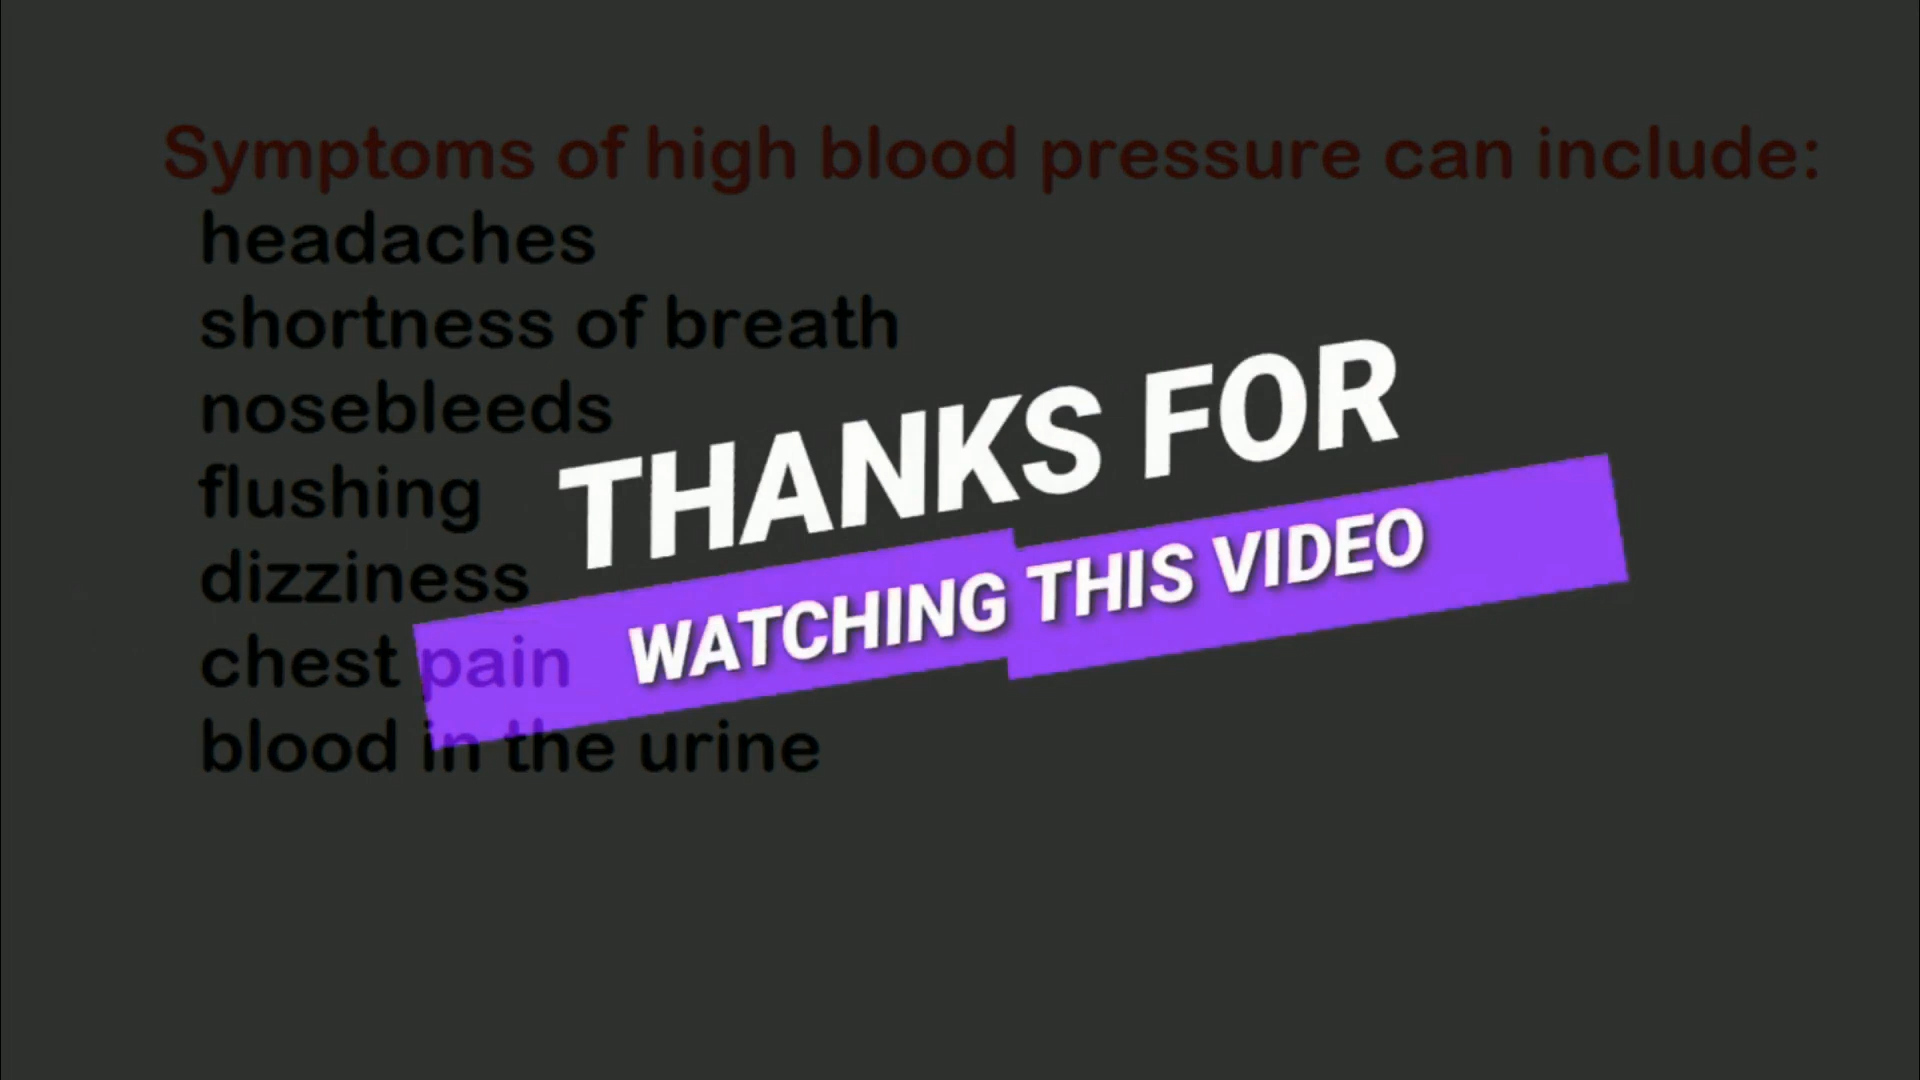 Symptoms of high blood pressure can include:
headaches
shortness of breath
nosebleeds
flushing
dizziness
chest pain
blood in the urine
THANKS FOR
WATCHING THIS VIDEO